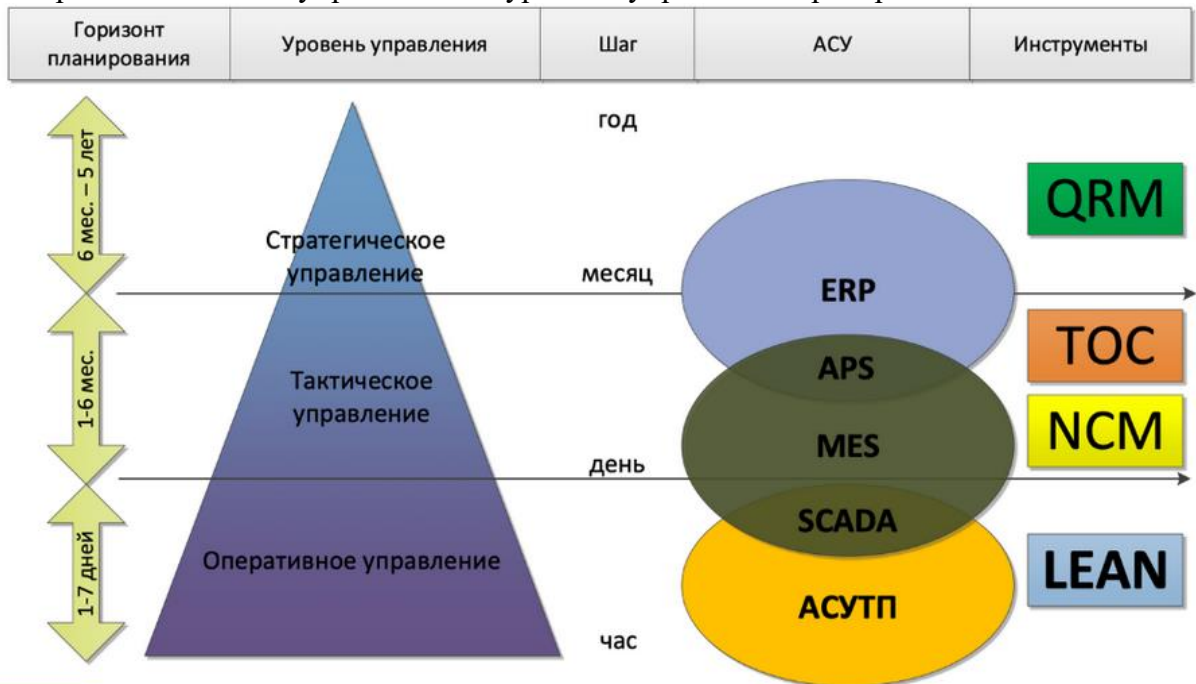 Горизонт
планирования
Уровень управления
Шаг
АСУ
Инструменты
6 мес. – 5 лет
год
QRM
Стратегическое
управление
месяц
ERP
1-6 мес.
Тактическое
управление
APS
TOC
MES
NCM
день
SCADA
1-7 дней
Оперативное управление
АСУТП
LEAN
час